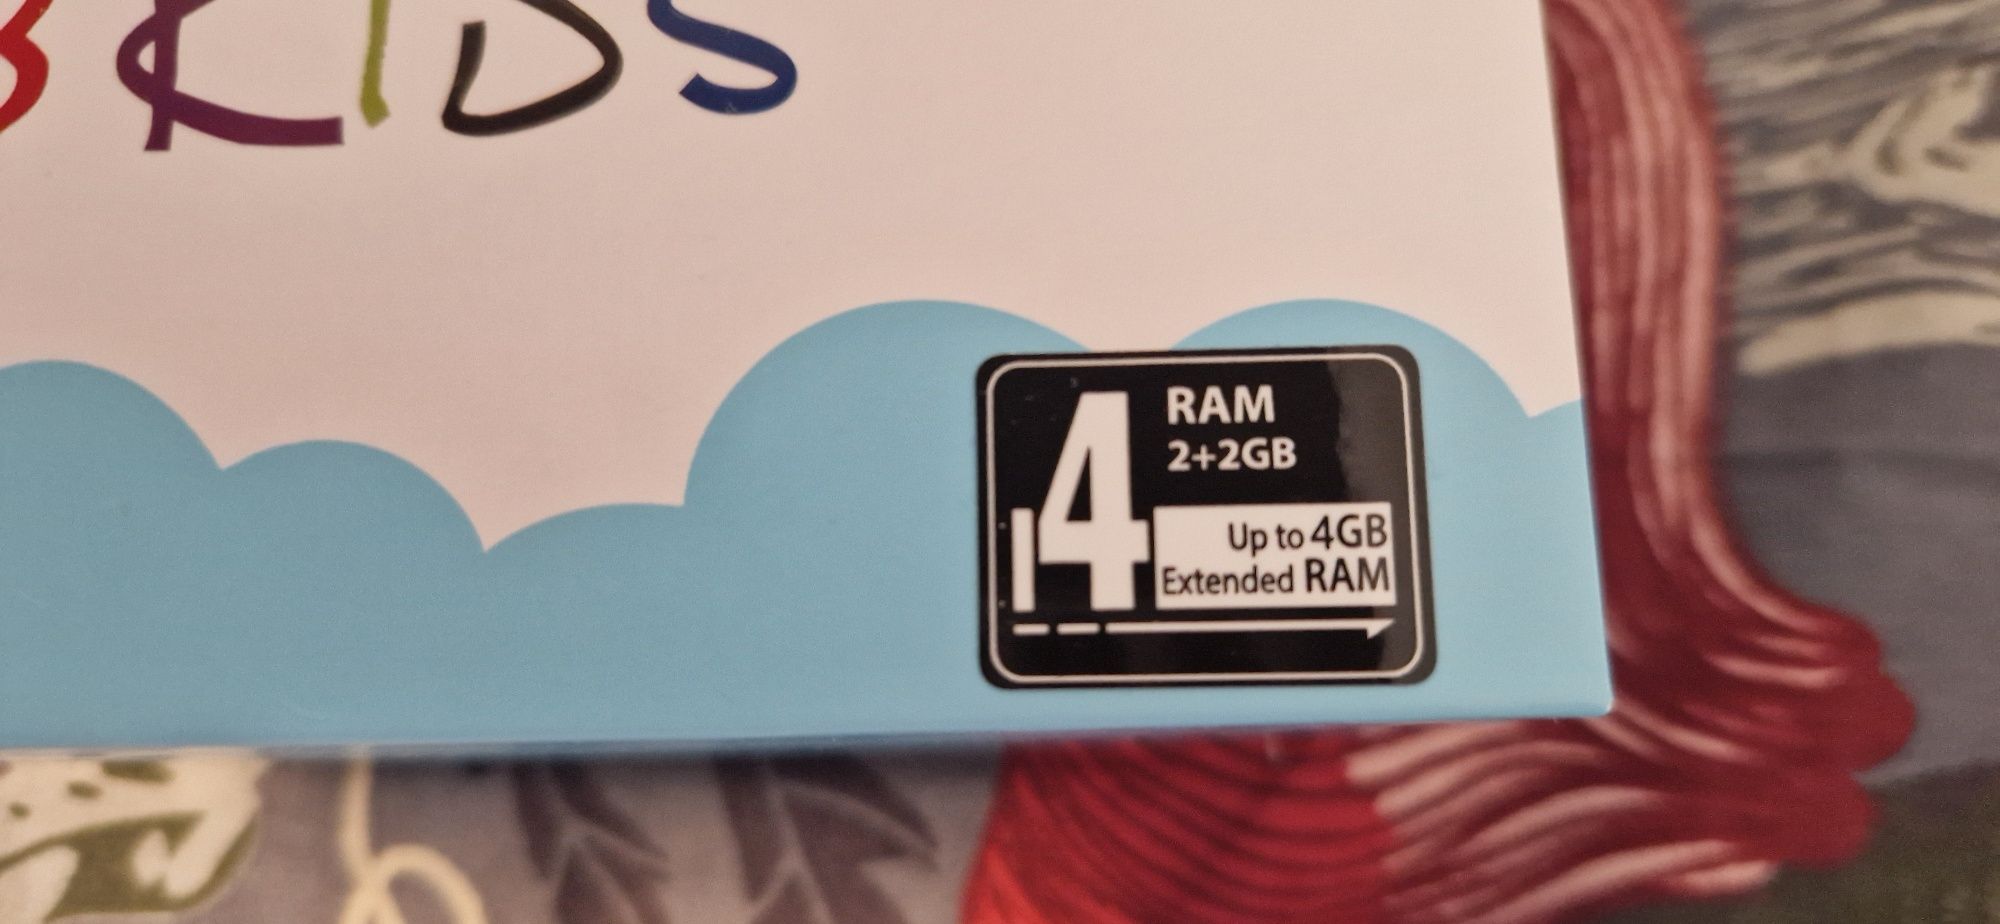 KIDS
4
RAM
2+2GB
Up to 4GB
Extended RAM